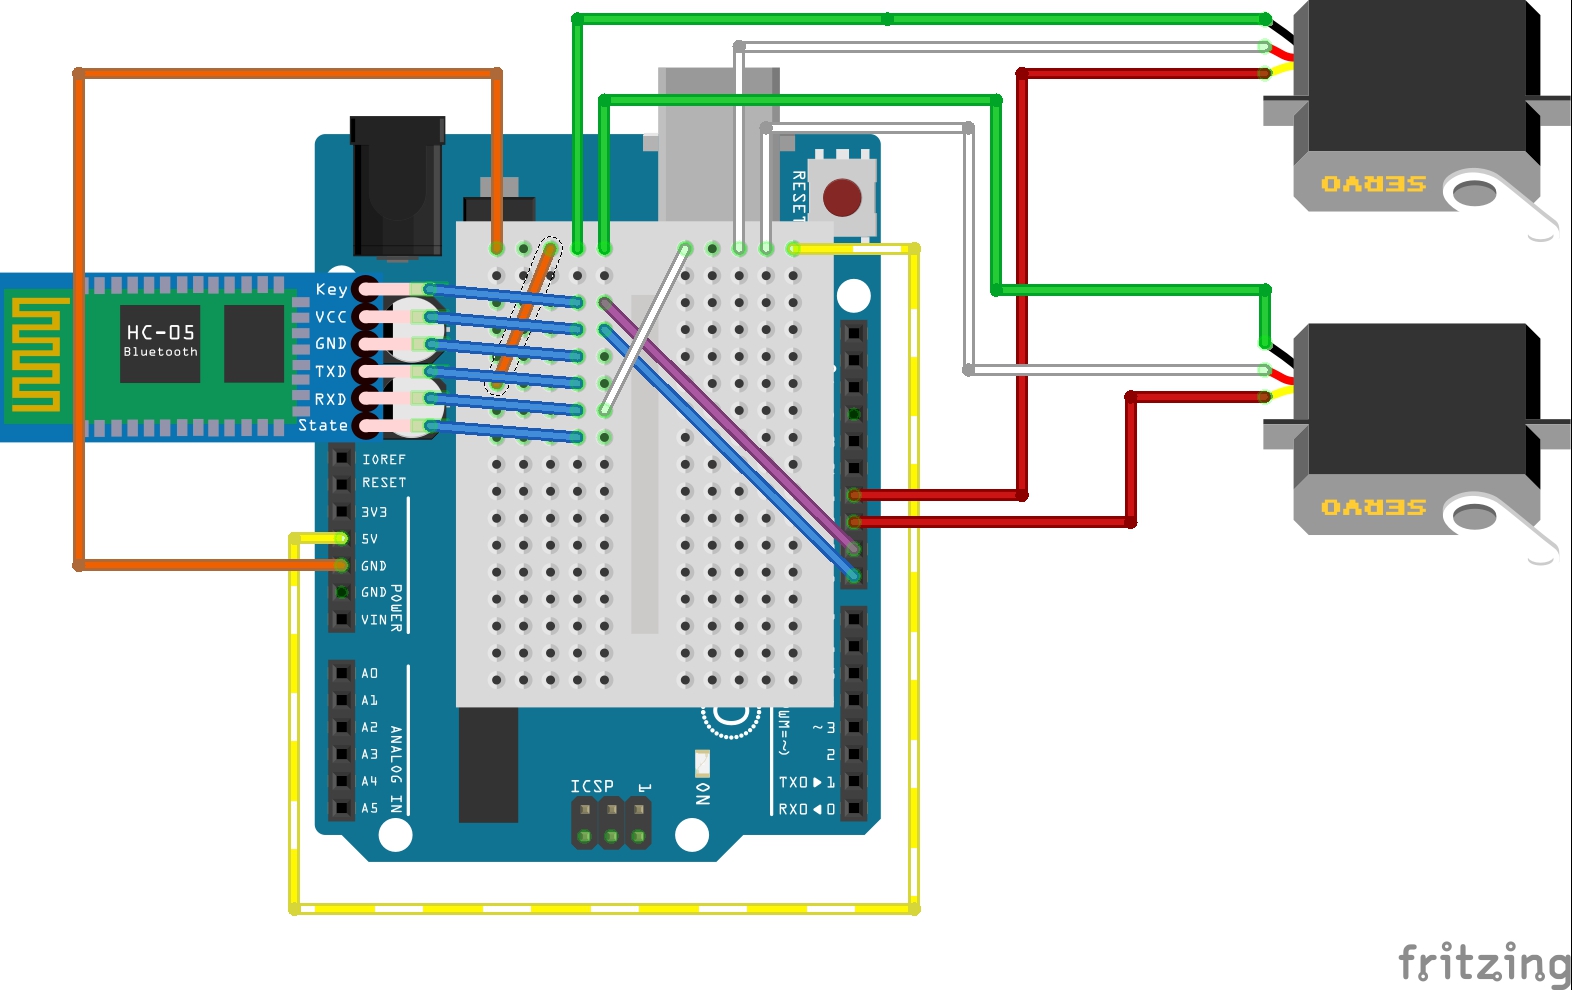 RESET
SERVO
Key
VCC
GND
TXD
RXD
State
HC-05
Bluetooth
IOREF
RESET
3V3
5V
GND
GND
VIN
POWER
SERVO
A0
A1
A2
A3
A4
A5
ANALOG IN
~3
2
TX0▶1
RX0◀0
ICSP
1
ON
fritzing